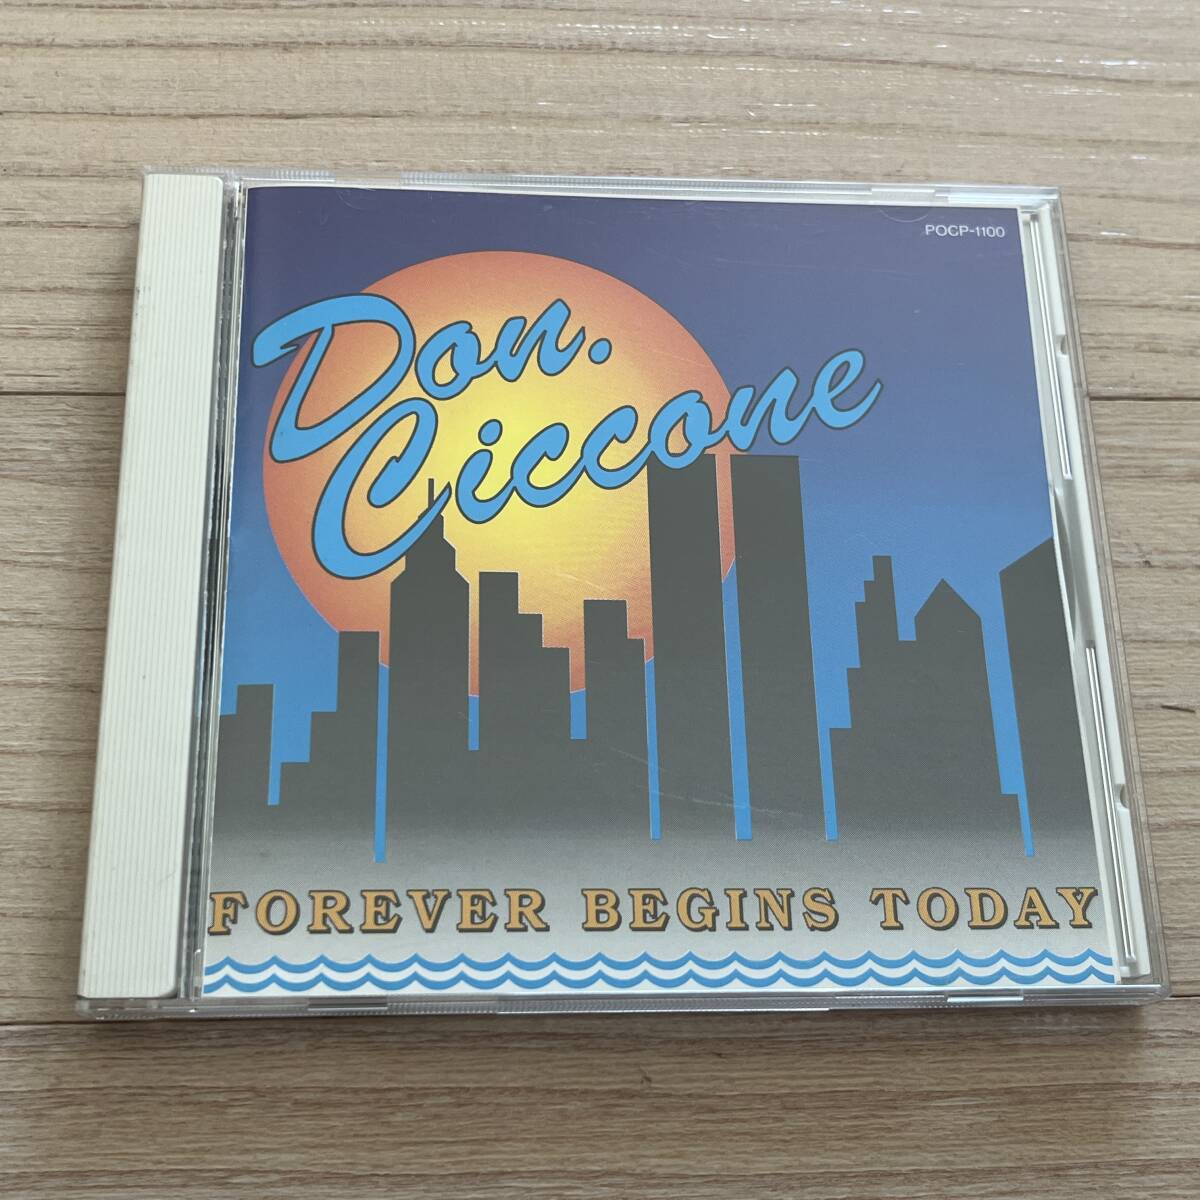 POCP-1100
Don.
Ciccone
FOREVER BEGINS TODAY